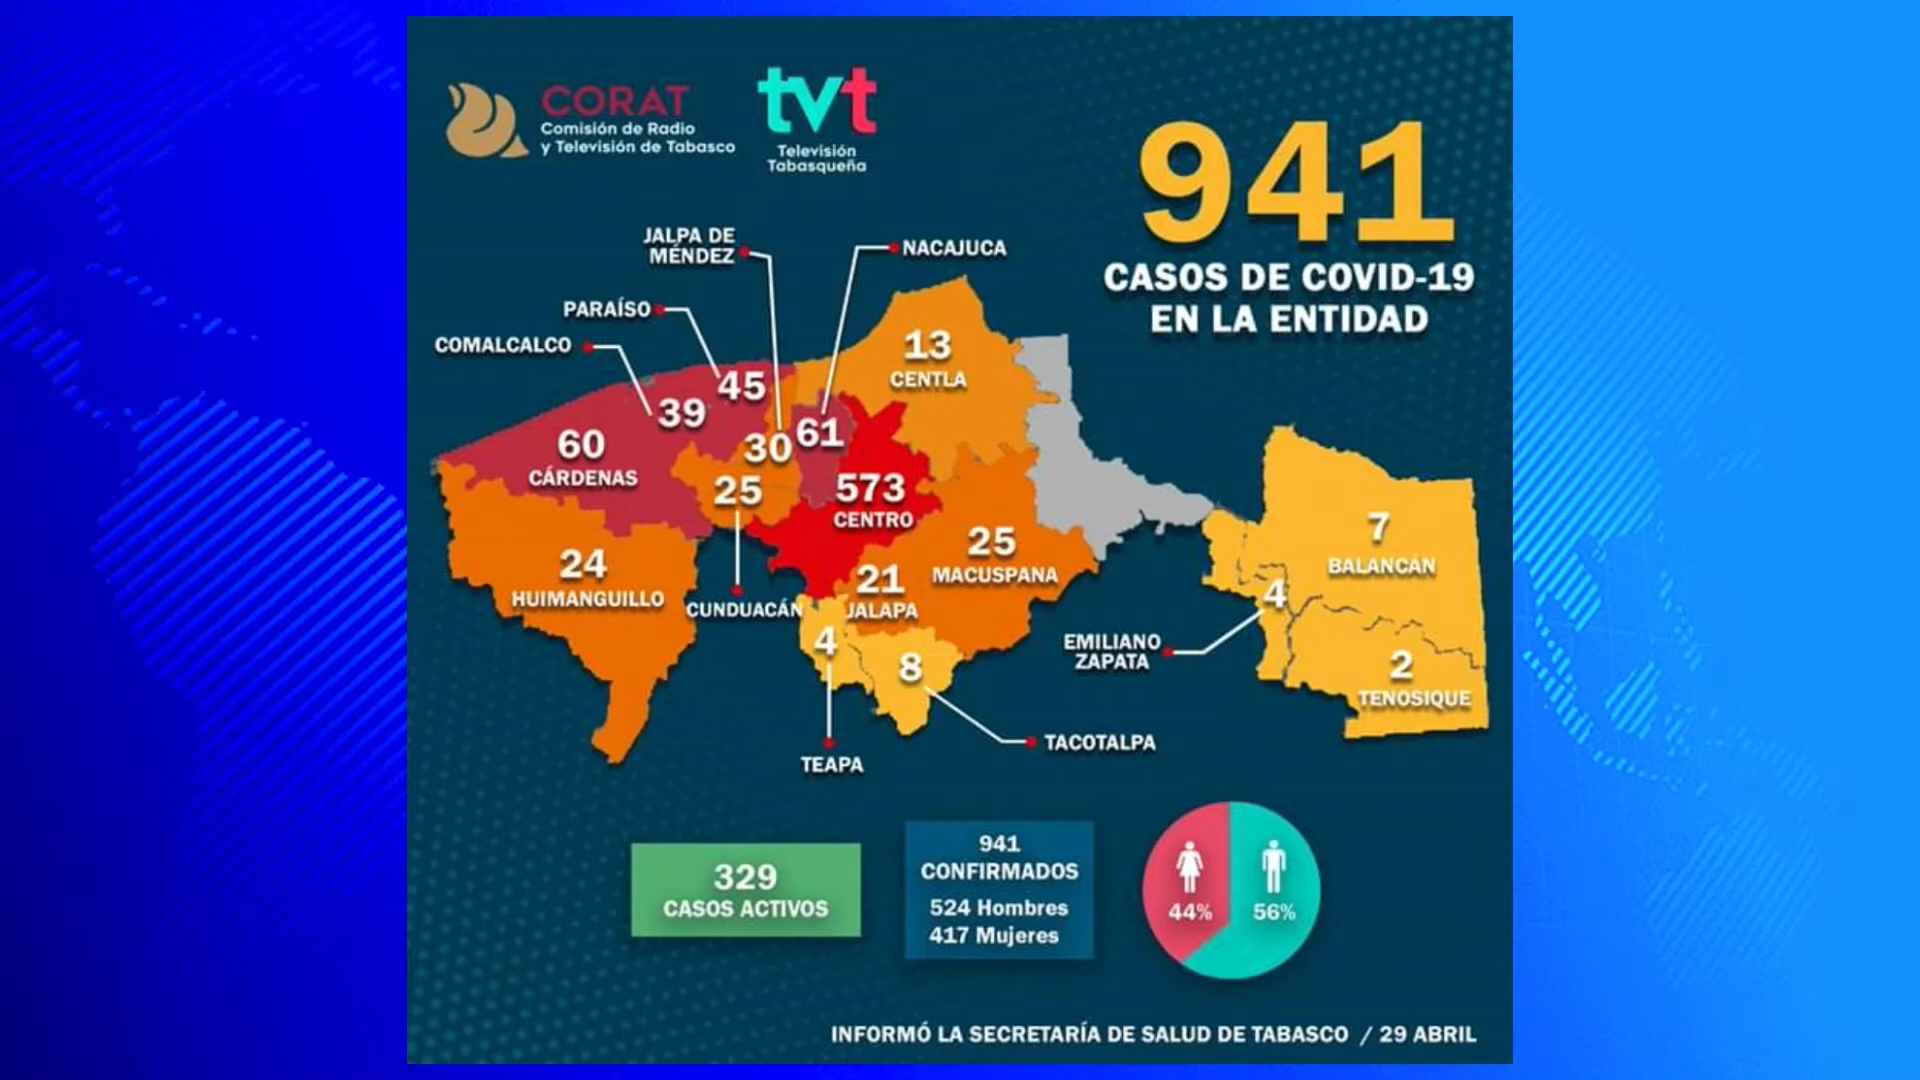 CORAT
Comisión de Radio
y Televisión de Tabasco
tvt
Televisión
Tabasqueña
941
CASOS DE COVID-19
EN LA ENTIDAD
JALPA DE
MÉNDEZ
NACAJUCA
PARAÍSO
COMALCALCO
13
CENTLA
45
39
60
CÁRDENAS
30
61
25
573
CENTRO
24
HUIMANGUILLO
CUNDUACÁN
25
MACUSPANA
21
JALAPA
7
BALANCÁN
4
EMILIANO
ZAPATA
4
8
2
TENOSIQUE
TACOTALPA
TEAPA
329
CASOS ACTIVOS
941
CONFIRMADOS
524 Hombres
417 Mujeres
44%
56%
INFORMÓ LA SECRETARÍA DE SALUD DE TABASCO / 29 ABRIL